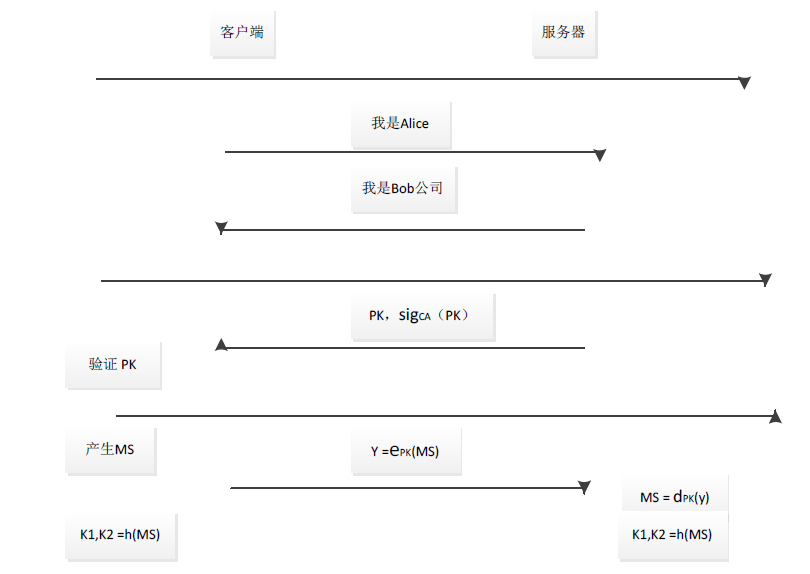 客户端
服务器
我是Alice
我是Bob公司
PK，sigCA（PK）
验证 PK
产生MS
Y =ePK(MS)
MS = dPK(y)
K1,K2 =h(MS)
K1,K2 =h(MS)